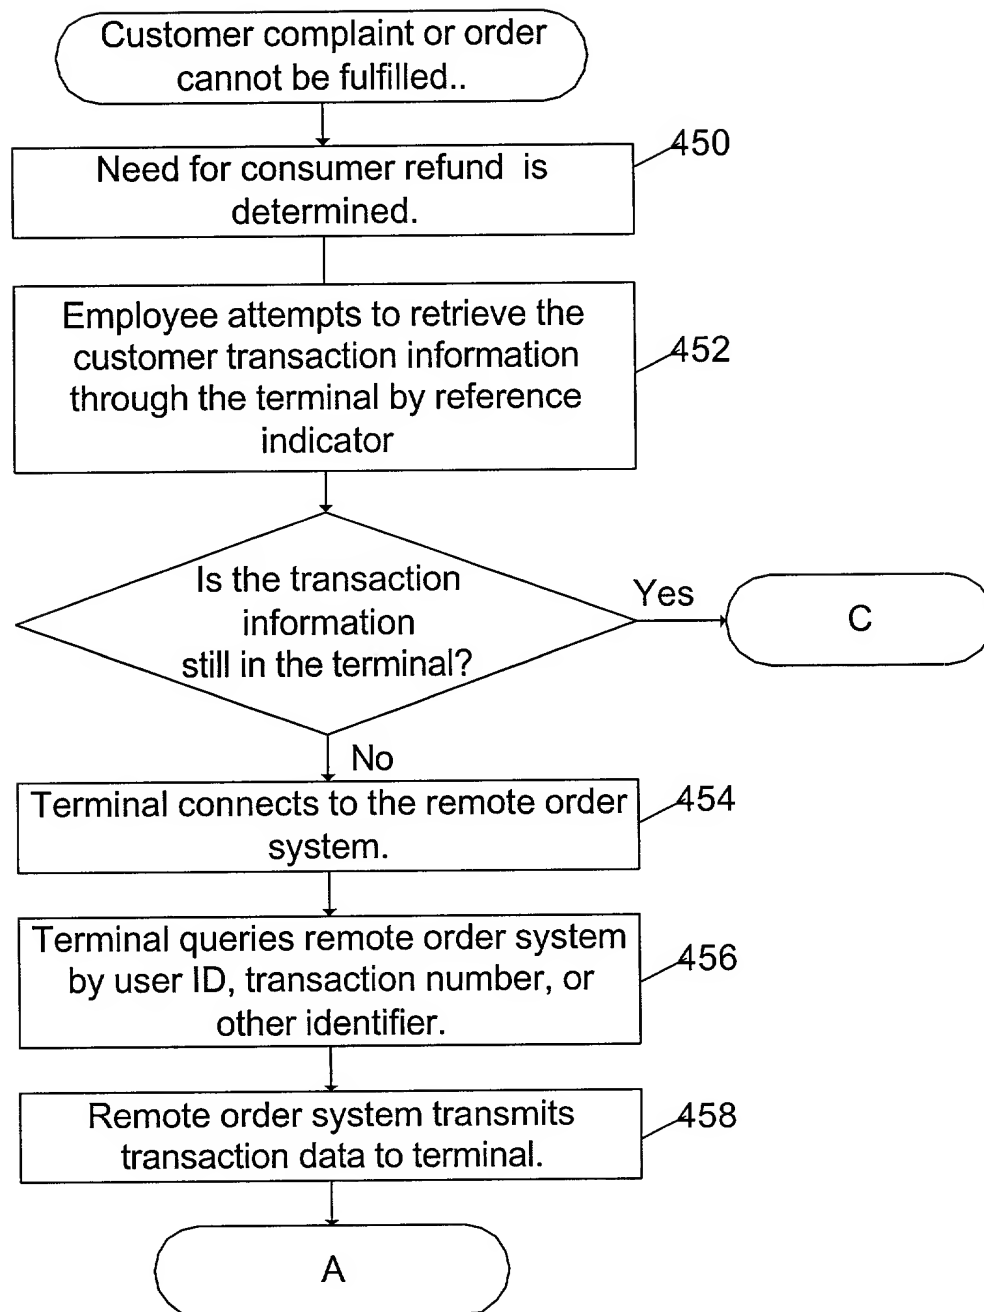 Customer complaint or order
cannot be fulfilled..
450
Need for consumer refund is
determined.
Employee attempts to retrieve the
customer transaction information
through the terminal by reference
indicator
452
Is the transaction
information
still in the terminal?
Yes
C
No
Terminal connects to the remote order
system.
454
Terminal queries remote order system
by user ID, transaction number, or
other identifier.
456
Remote order system transmits
transaction data to terminal.
458
A